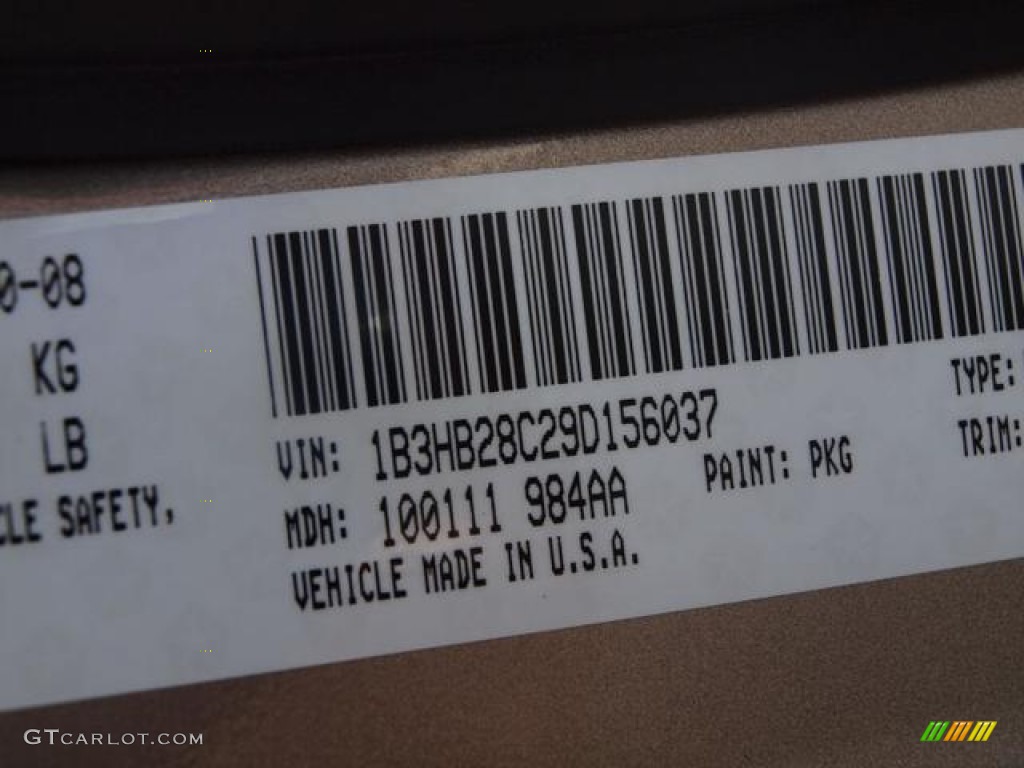 0-08
KG
LB
CLE SAFETY,
VIN: 1B3HB28C29D156037
TYPE:
MDH: 100111 984AA
PAINT: PKG
TRIM:
VEHICLE MADE IN U.S.A.
GTCARLOT.COM